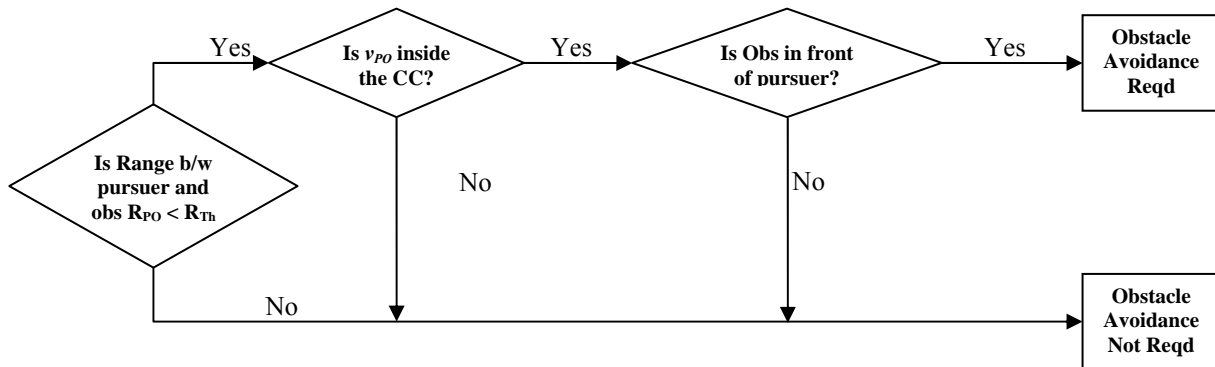 Yes
Is v_PO inside
the CC?
Yes
Is Obs in front
of pursuer?
Yes
Obstacle
Avoidance
Reqd
Is Range b/w
pursuer and
obs R_PO < R_Th
No
No
No
Obstacle
Avoidance
Not Reqd